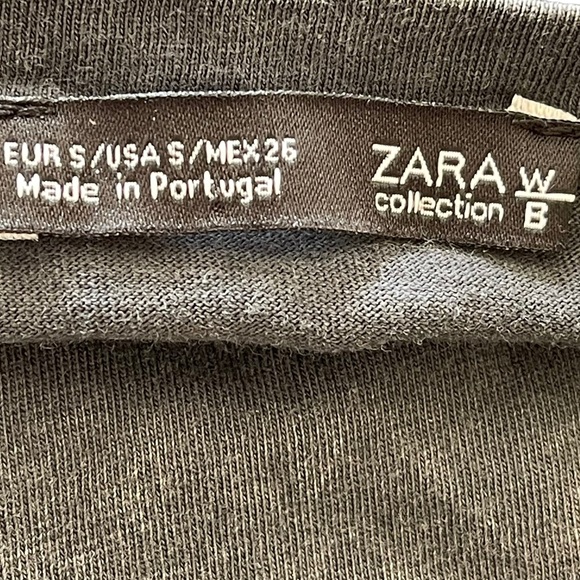 EUR S/USA S/MEX 26
Made in Portugal
ZARA W
collection B